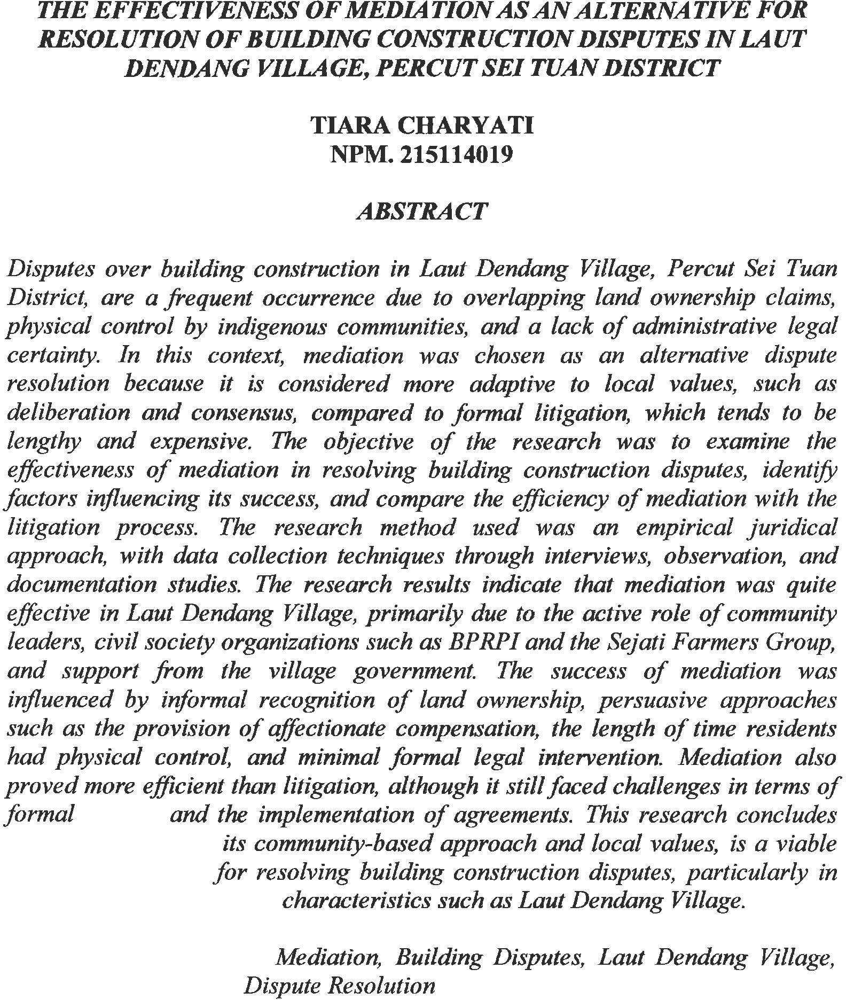 THE EFFECTIVENESS OF MEDIATION AS AN ALTERNATIVE FOR
RESOLUTION OF BUILDING CONSTRUCTION DISPUTES IN LAUT
DENDANG VILLAGE, PERCUT SEI TUAN DISTRICT
TIARA CHARYATI
NPM. 215114019
ABSTRACT
Disputes over building construction in Laut Dendang Village, Percut Sei Tuan
District, are a frequent occurrence due to overlapping land ownership claims,
physical control by indigenous communities, and a lack of administrative legal
certainty. In this context, mediation was chosen as an alternative dispute
resolution because it is considered more adaptive to local values, such as
deliberation and consensus, compared to formal litigation, which tends to be
lengthy and expensive. The objective of the research was to examine the
effectiveness of mediation in resolving building construction disputes, identify
factors influencing its success, and compare the efficiency of mediation with the
litigation process. The research method used was an empirical juridical
approach, with data collection techniques through interviews, observation, and
documentation studies. The research results indicate that mediation was quite
effective in Laut Dendang Village, primarily due to the active role of community
leaders, civil society organizations such as BPRPI and the Sejati Farmers Group,
and support from the village government. The success of mediation was
influenced by informal recognition of land ownership, persuasive approaches
such as the provision of affectionate compensation, the length of time residents
had physical control, and minimal formal legal intervention. Mediation also
proved more efficient than litigation, although it still faced challenges in terms of
formal and the implementation of agreements. This research concludes
its community-based approach and local values, is a viable
for resolving building construction disputes, particularly in
characteristics such as Laut Dendang Village.
Mediation, Building Disputes, Laut Dendang Village,
Dispute Resolution